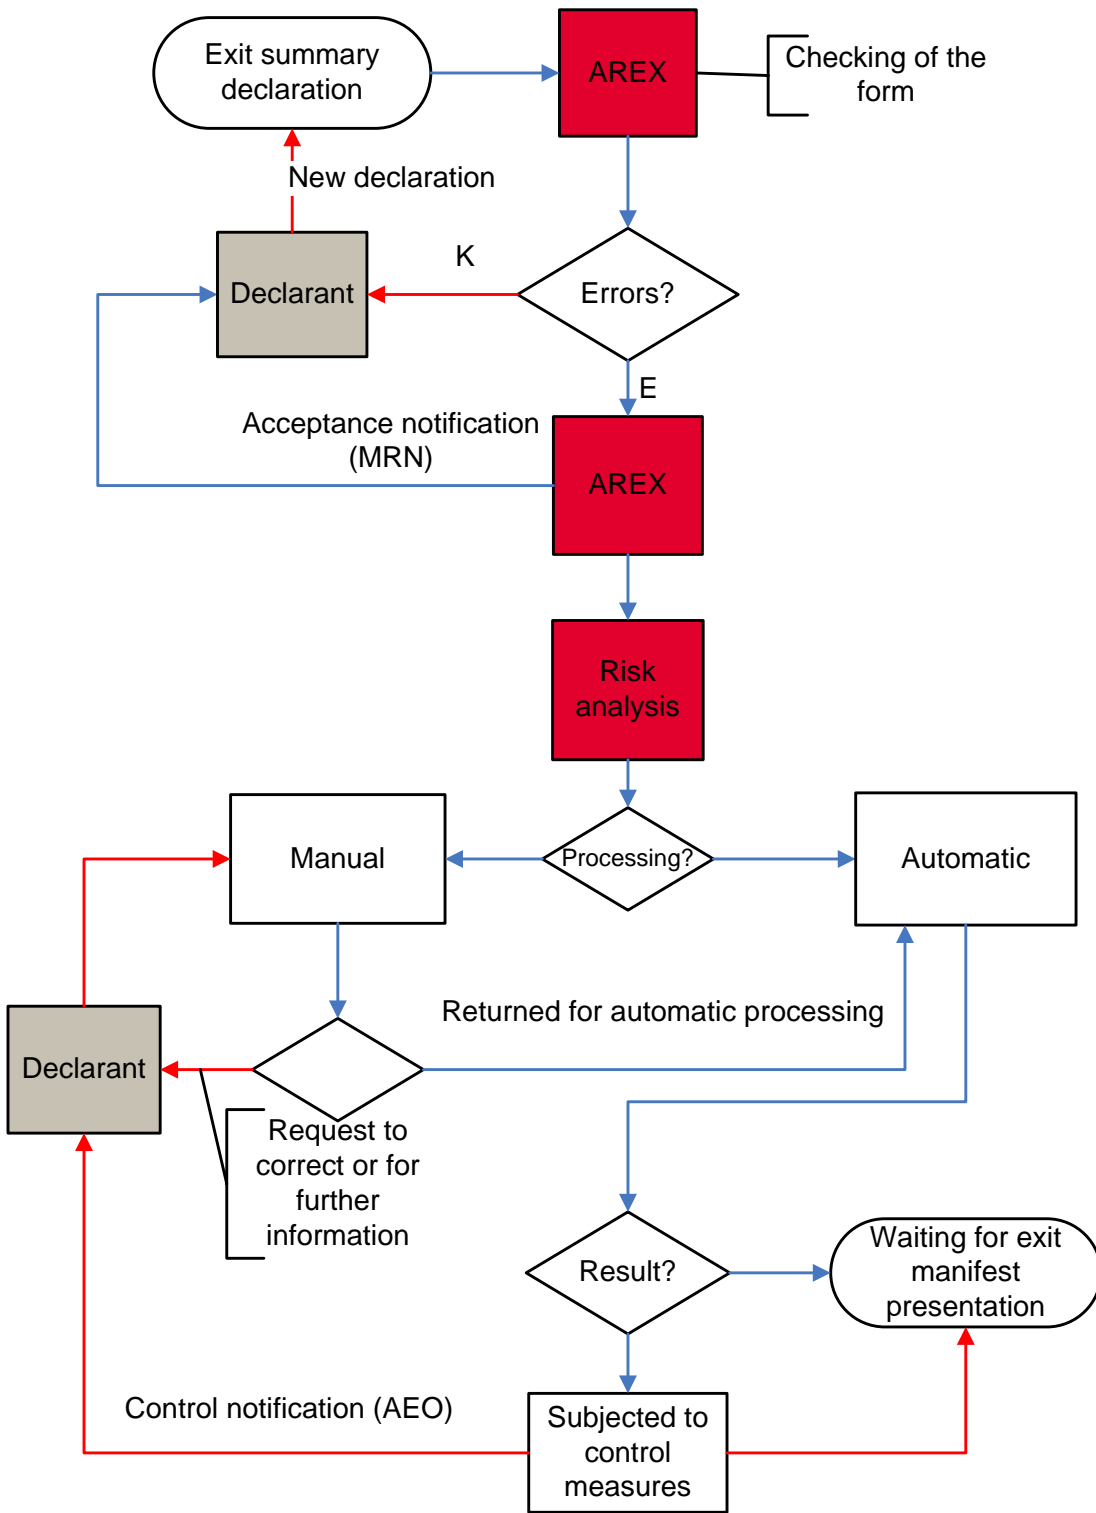 Exit summary
declaration
AREX
Checking of the
form
New declaration
K
Declarant
Errors?
E
Acceptance notification
(MRN)
AREX
Risk
analysis
Manual
Processing?
Automatic
Returned for automatic processing
Declarant
Request to
correct or for
further
information
Result?
Waiting for exit
manifest
presentation
Control notification (AEO)
Subjected to
control
measures